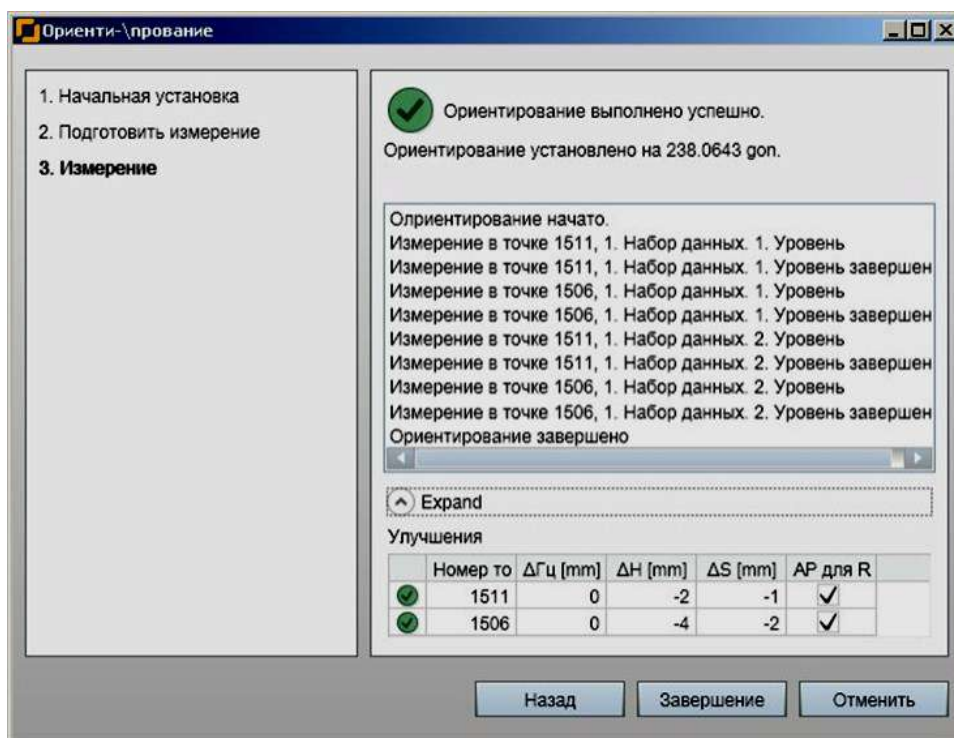 Ориенти-\прование
1. Начальная установка
2. Подготовить измерение
3. Измерение
Ориентирование выполнено успешно.
Ориентирование установлено на 238.0643 gon.
Олриентирование начато.
Измерение в точке 1511, 1. Набор данных. 1. Уровень
Измерение в точке 1511, 1. Набор данных. 1. Уровень завершен
Измерение в точке 1506, 1. Набор данных. 1. Уровень
Измерение в точке 1506, 1. Набор данных. 1. Уровень завершен
Измерение в точке 1511, 1. Набор данных. 2. Уровень
Измерение в точке 1511, 1. Набор данных. 2. Уровень завершен
Измерение в точке 1506, 1. Набор данных. 2. Уровень
Измерение в точке 1506, 1. Набор данных. 2. Уровень завершен
Ориентирование завершено
Expand
Улучшения
Номер то ΔГц [mm] ΔH [mm] ΔS [mm] AP для R
1511 0 -2 -1
1506 0 -4 -2
Назад Завершение Отменить